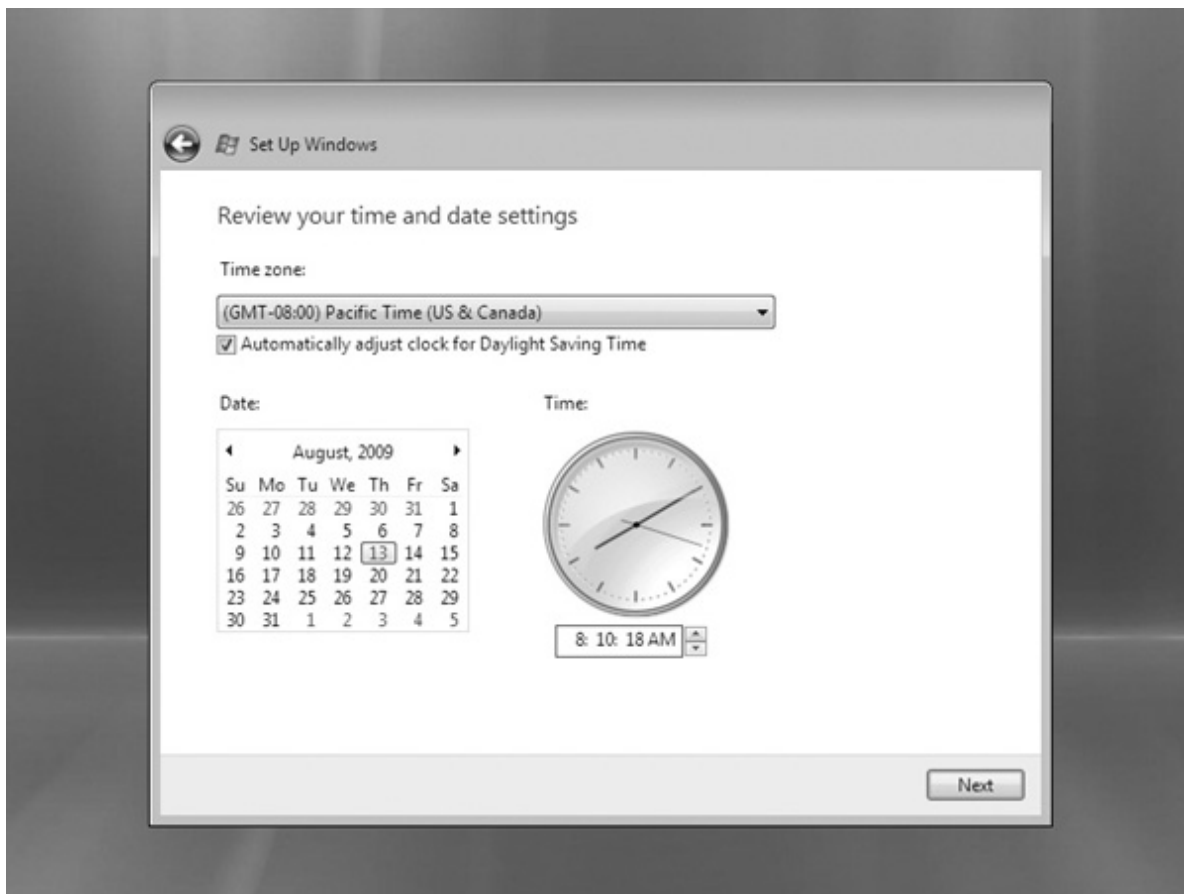 Set Up Windows
Review your time and date settings
Time zone:
(GMT-08:00) Pacific Time (US & Canada)
Automatically adjust clock for Daylight Saving Time
Date:
Time:
August, 2009
Su Mo Tu We Th Fr Sa
26 27 28 29 30 31 1
2 3 4 5 6 7 8
9 10 11 12 13 14 15
16 17 18 19 20 21 22
23 24 25 26 27 28 29
30 31 1 2 3 4 5
8: 10: 18 AM
Next